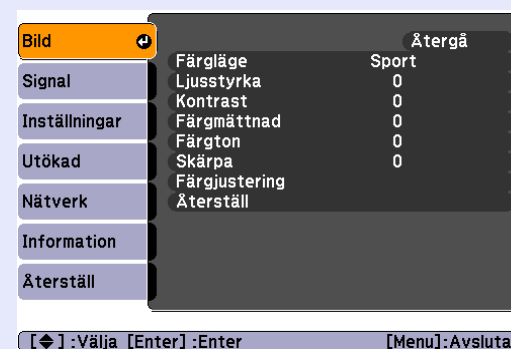 Bild
Signal
Inställningar
Utökad
Nätverk
Information
Återställ
Återgå
Färgläge Sport
Ljusstyrka 0
Kontrast 0
Färgmättnad 0
Färgton 0
Skärpa 0
Färgjustering
Återställ
[◆] :Välja [Enter] :Enter [Menu]:Avsluta